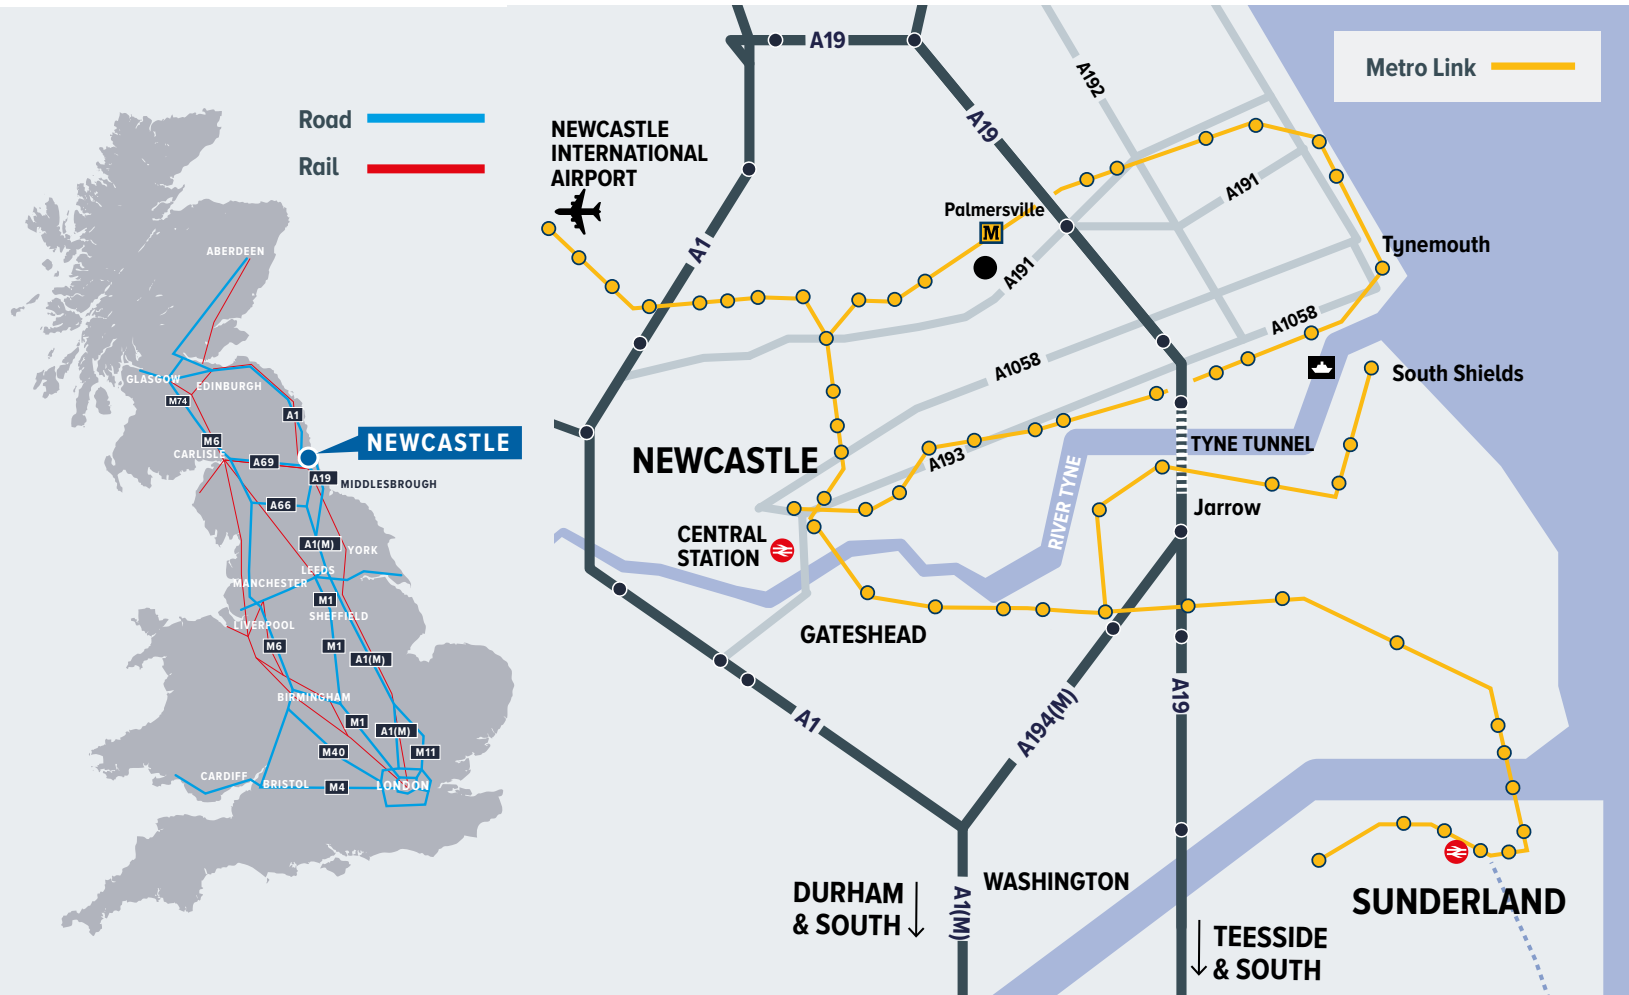 Road
Rail
ABERDEEN
GLASGOW
EDINBURGH
M74
A1
M6
CARLISLE
A69
NEWCASTLE
A19
MIDDLESBROUGH
A66
A1(M)
YORK
LEEDS
MANCHESTER
M1
SHEFFIELD
LIVERPOOL
M6
M1
A1(M)
BIRMINGHAM
M1
A1(M)
M40
M11
CARDIFF
BRISTOL
M4
LONDON
Metro Link
A19
A192
A19
NEWCASTLE
INTERNATIONAL
AIRPORT
A191
Palmersville
M
A1
A191
Tynemouth
A1058
A1058
South Shields
NEWCASTLE
A193
TYNE TUNNEL
RIVER TYNE
Jarrow
CENTRAL
STATION
GATESHEAD
A1
A194(M)
A19
WASHINGTON
DURHAM
& SOUTH
A1(M)
SUNDERLAND
TEESSIDE
& SOUTH